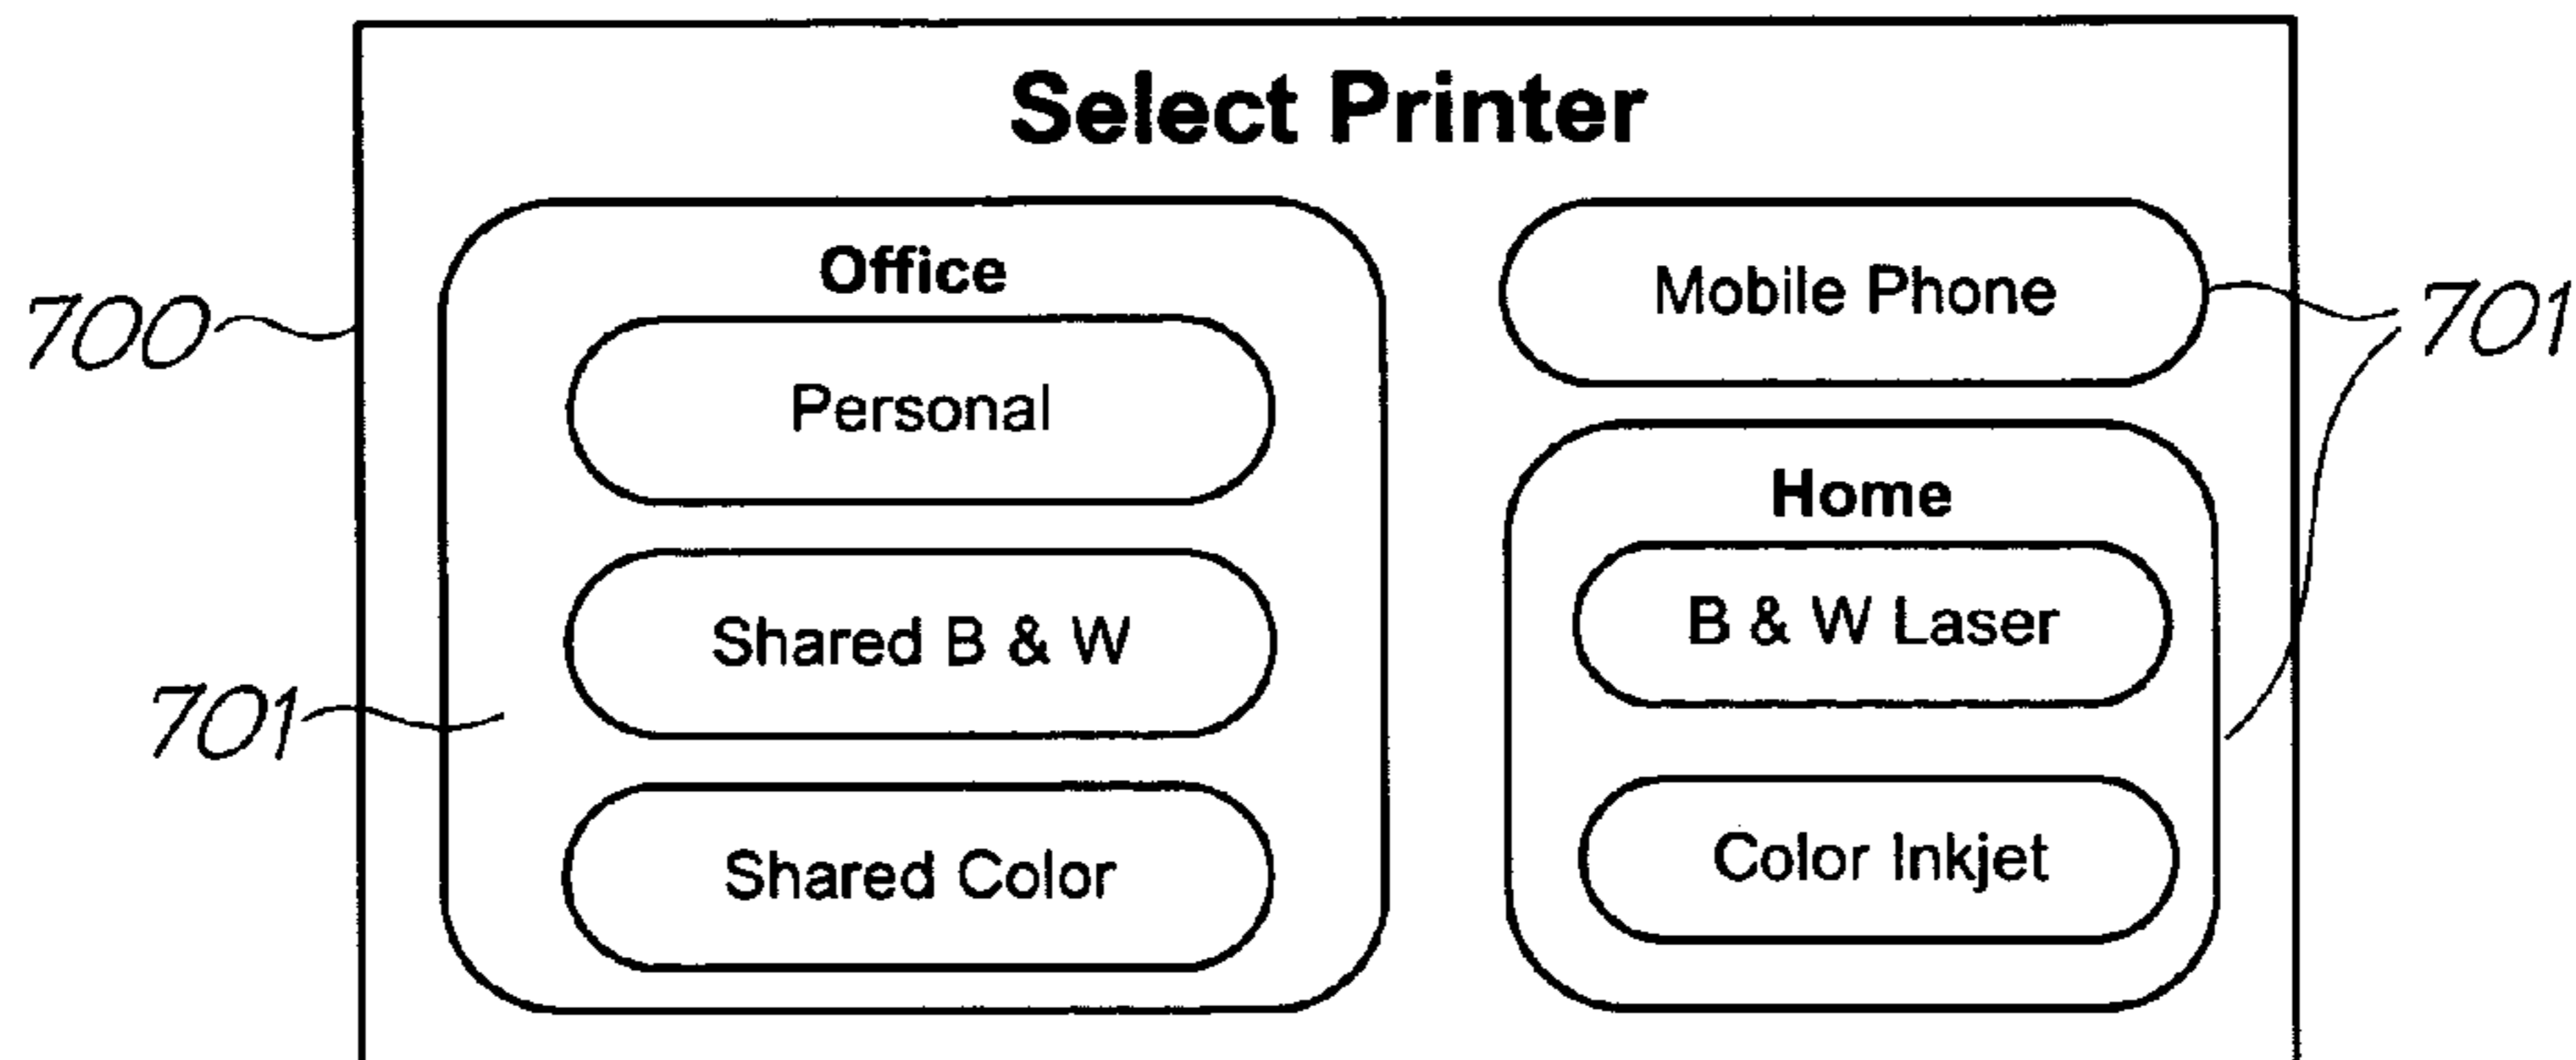 Select Printer
Office
Personal
Shared B & W
Shared Color
Mobile Phone
Home
B & W Laser
Color Inkjet
700
701
701